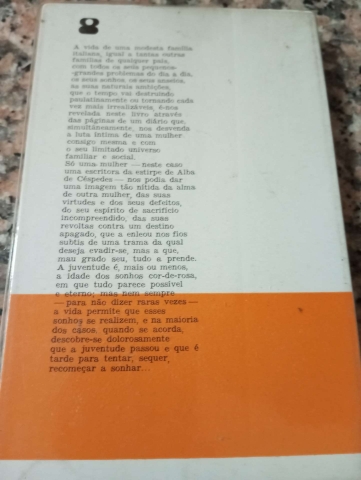 8
A vida de uma modesta família
italiana, igual a tantas outras
famílias de qualquer país,
com todos os seus pequenos-
-grandes problemas do dia a dia,
os seus sonhos, os seus anseios,
as suas naturais ambições,
que o tempo vai destruindo
paulatinamente ou tornando cada
vez mais irrealizáveis, é-nos
revelada neste livro através
das páginas de um diário que,
simultâneamente, nos desvenda
a luta íntima de uma mulher
consigo mesma e com
o seu limitado universo
familiar e social.
Só uma mulher — neste caso
uma escritora da estirpe de Alba
de Céspedes — nos podia dar
uma imagem tão nítida da alma
de outra mulher, das suas
virtudes e dos seus defeitos,
do seu espírito de sacrifício
incompreendido, das suas
revoltas contra um destino
apagado, que a enleou nos fios
subtis de uma trama da qual
deseja evadir-se, mas a que,
mau grado seu, tudo a prende.
A juventude é, mais ou menos,
a idade dos sonhos cor-de-rosa,
em que tudo parece possível
e eterno; mas nem sempre
— para não dizer raras vezes —
a vida permite que esses
sonhos se realizem, e na maioria
dos casos, quando se acorda,
descobre-se dolorosamente
que a juventude passou e que é
tarde para tentar, sequer,
recomeçar a sonhar...